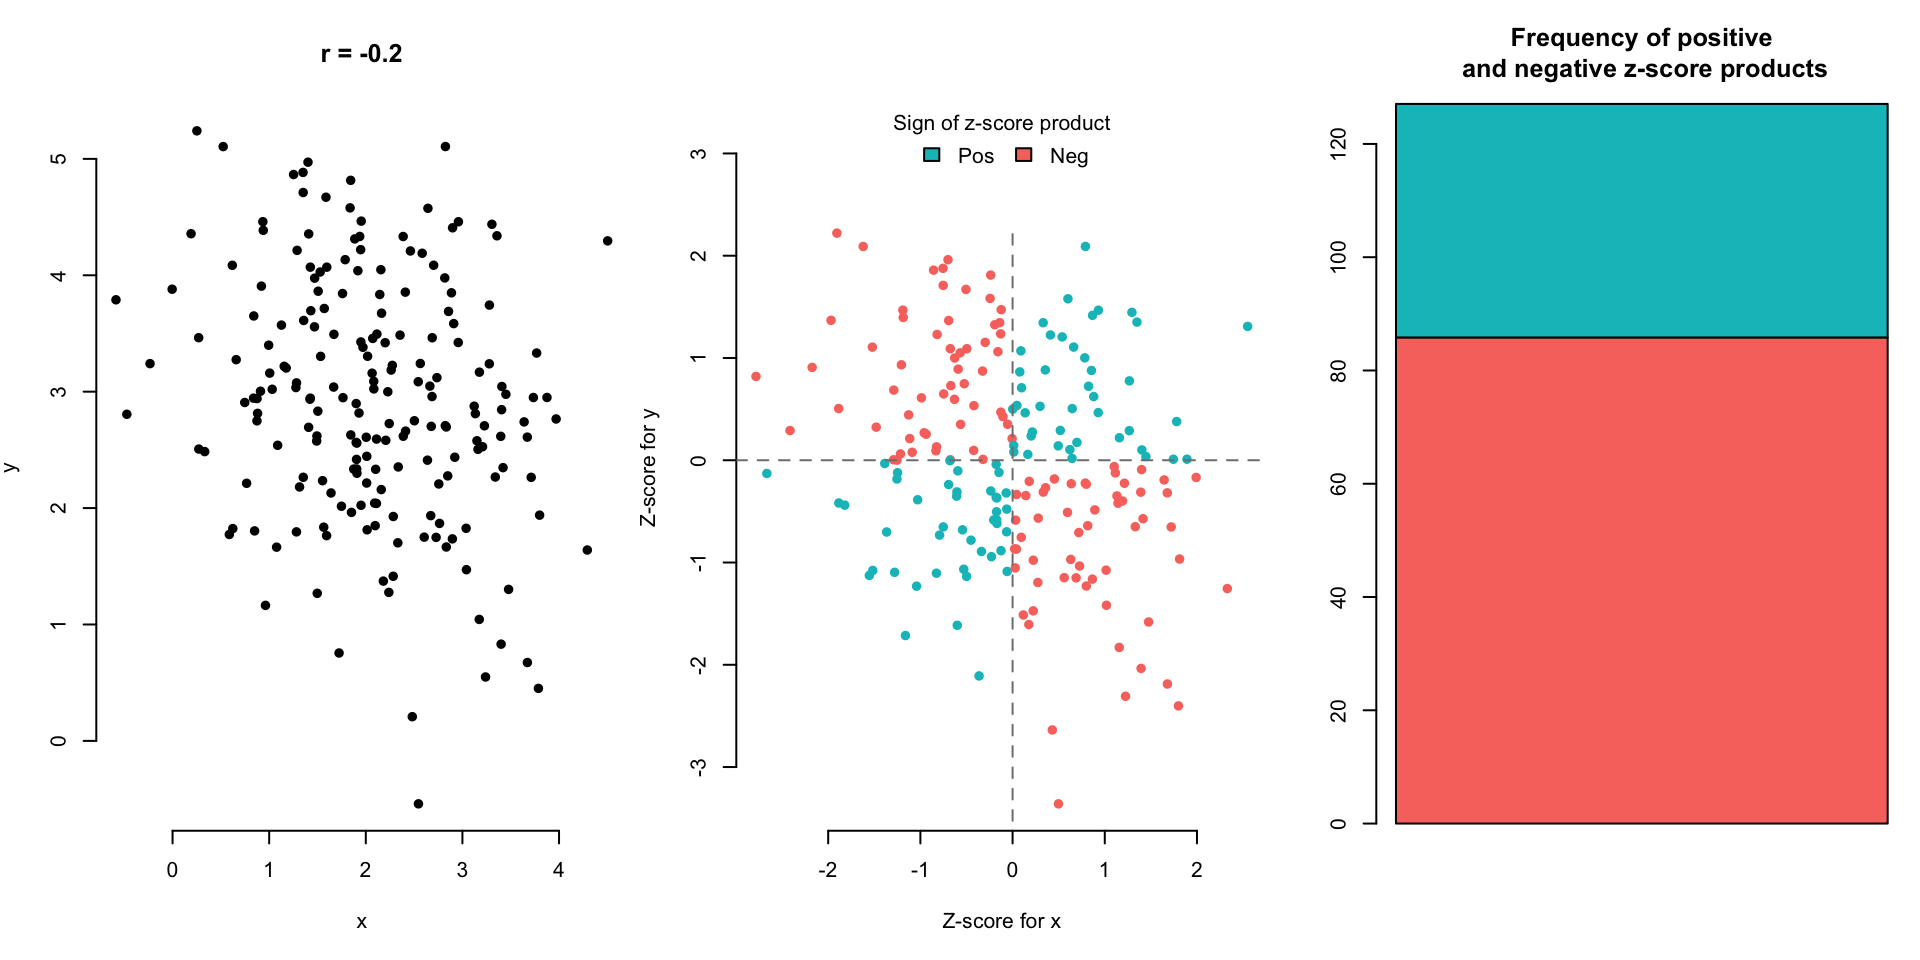 r = -0.2
5
4
3
2
1
0
y
0 1 2 3 4
x
Sign of z-score product
Pos Neg
3
2
1
0
-1
-2
-3
Z-score for y
-2 -1 0 1 2
Z-score for x
Frequency of positive
and negative z-score products
120
100
80
60
40
20
0